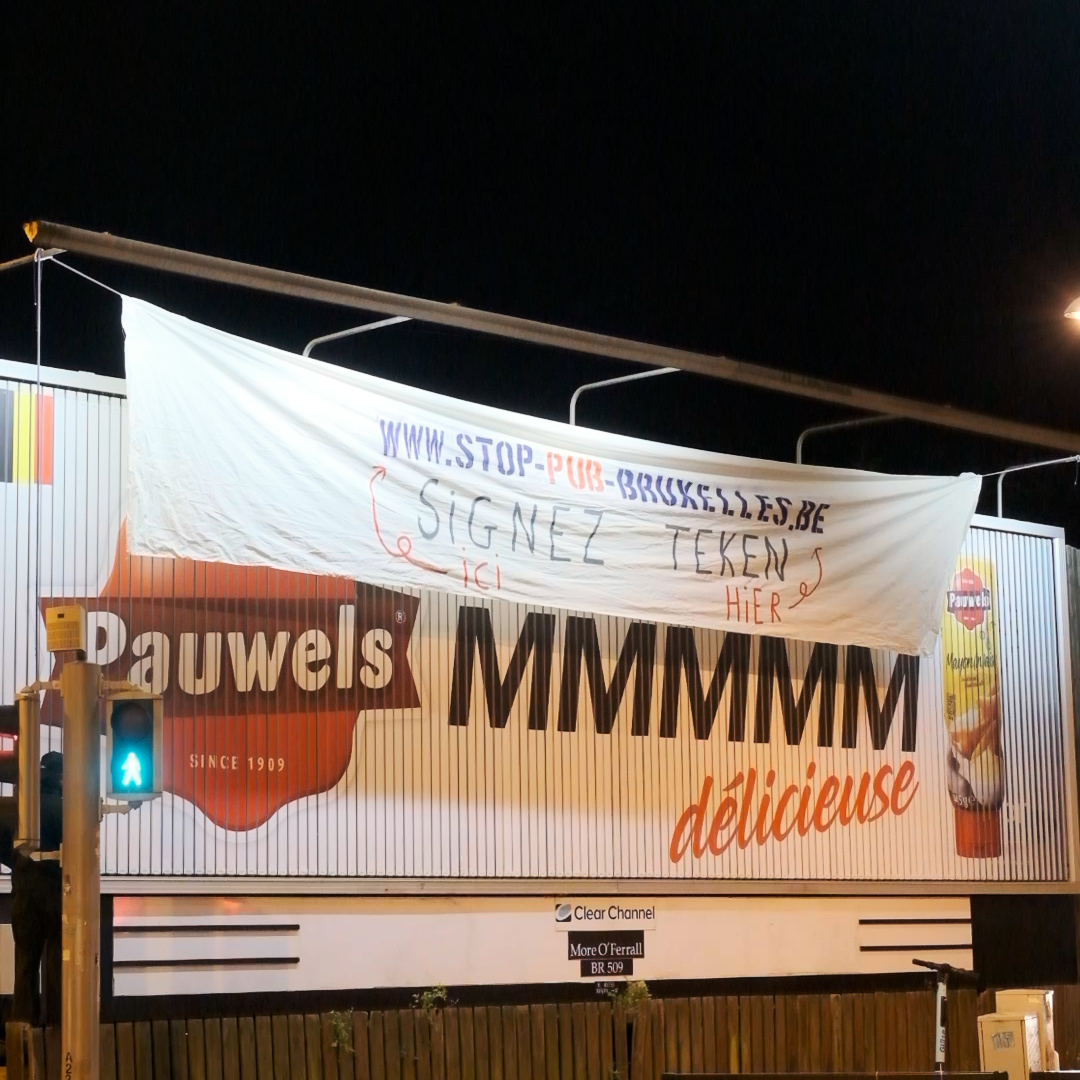 WWW.STOP-PUB-BRUXELLES.BE
SiGNEZ TEKEN
iCi HiER
Pauwels®
SINCE 1909
MMMMM
délicieuse
Pauwels
Clear Channel
More O'Ferrall
BR 509